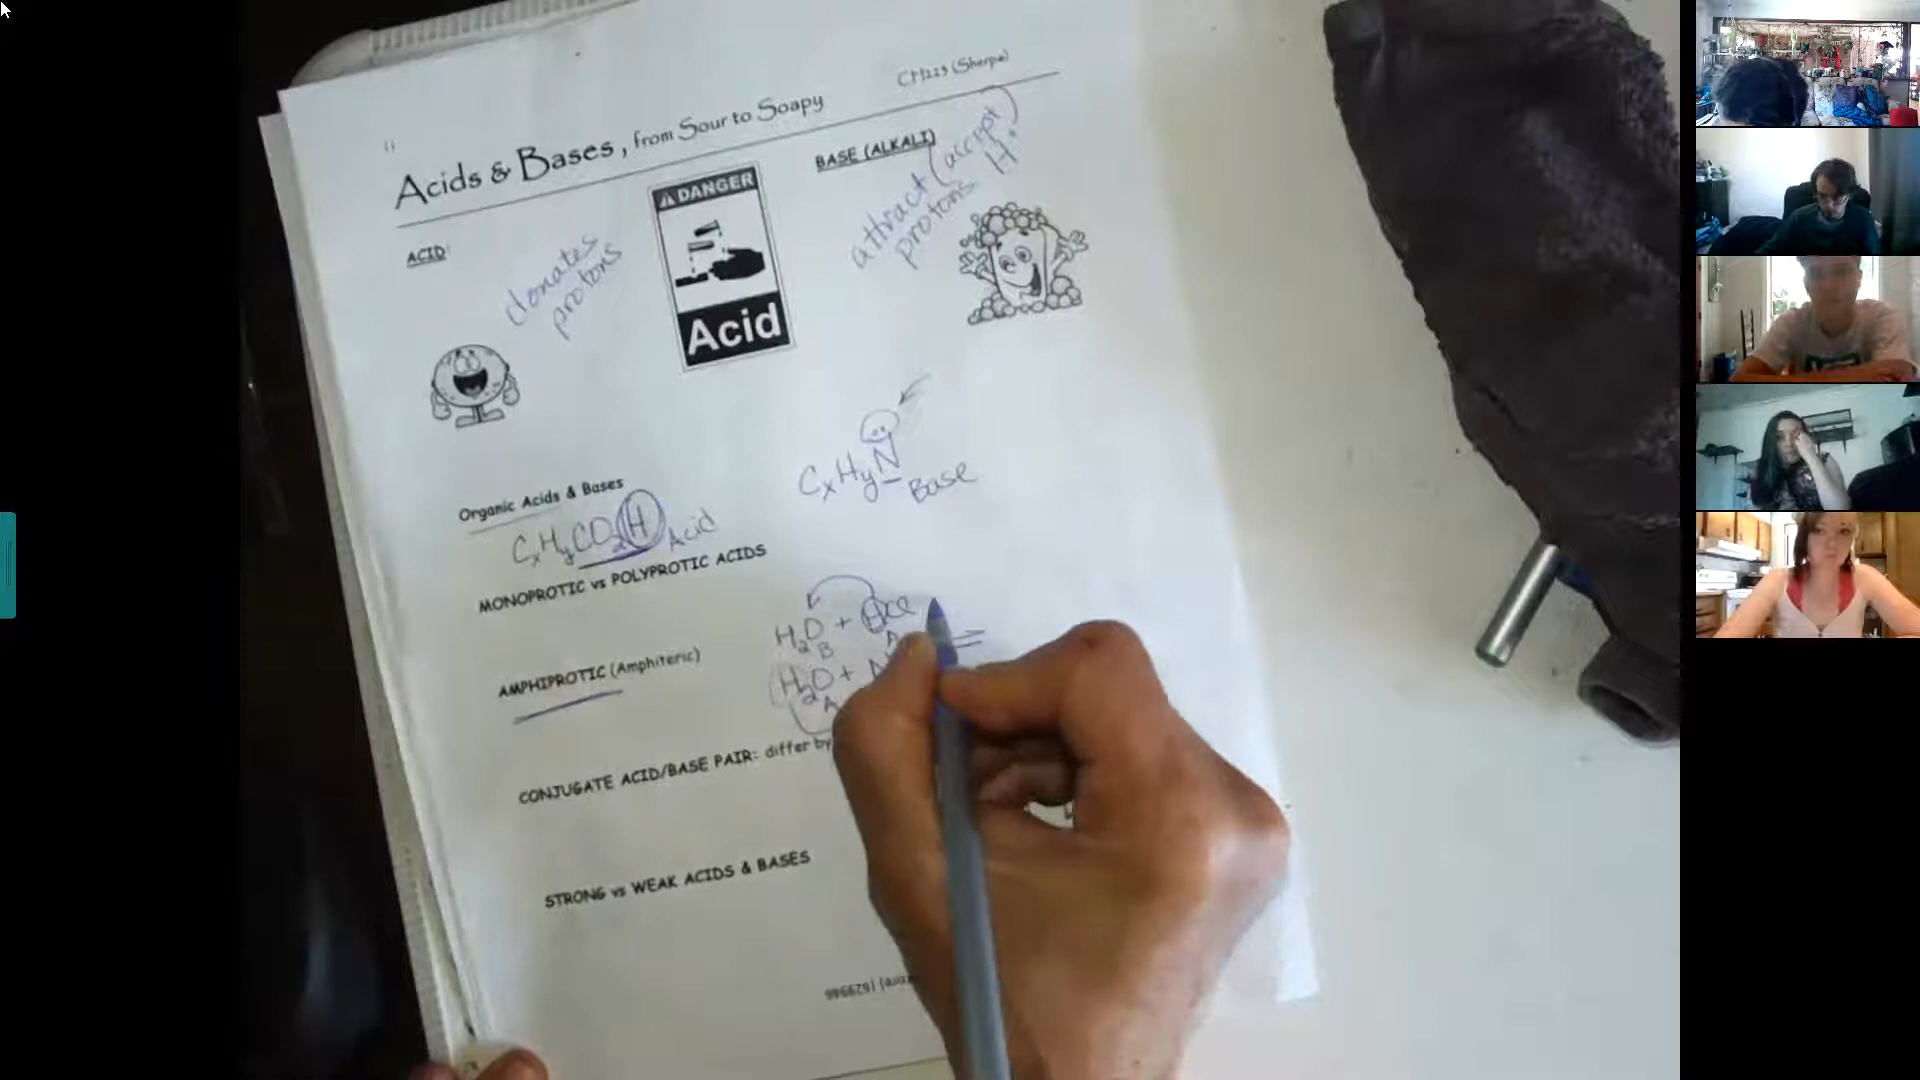 CH223 (Sherpa)
Acids & Bases, from Sour to Soapy
ACID:
donates
protons
DANGER
Acid
BASE (ALKALI)
attract (accept)
protons H+
Organic Acids & Bases
CxHyCO2H Acid
CxHyN Base
MONOPROTIC vs POLYPROTIC ACIDS
H2O + HCl
B A
AMPHIPROTIC (Amphiteric)
H2O + N
A
CONJUGATE ACID/BASE PAIR: differ by
STRONG vs WEAK ACIDS & BASES